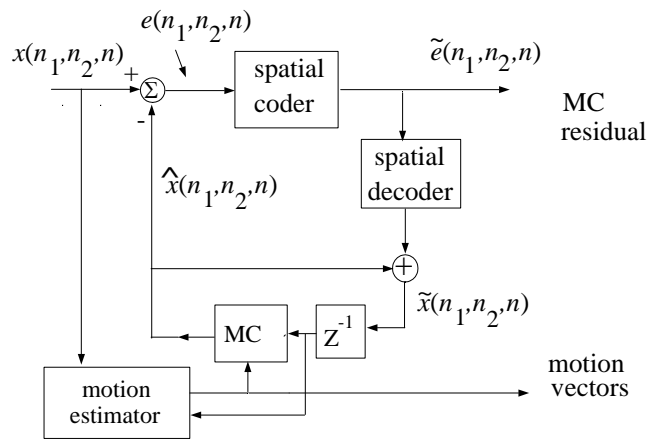 e(n₁,n₂,n)
x(n₁,n₂,n)
+
Σ
-
spatial
coder
ẽ(n₁,n₂,n)
MC
residual
spatial
decoder
x̂(n₁,n₂,n)
+
x̃(n₁,n₂,n)
MC
Z⁻¹
motion
estimator
motion
vectors